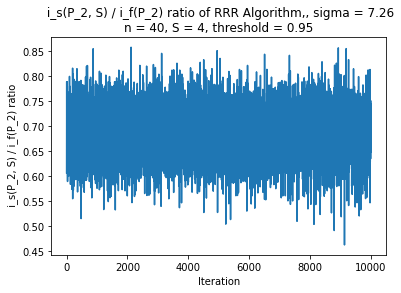 i_s(P_2, S) / i_f(P_2) ratio of RRR Algorithm,, sigma = 7.26
n = 40, S = 4, threshold = 0.95
i_s(P_2, S) / i_f(P_2) ratio
0.85
0.80
0.75
0.70
0.65
0.60
0.55
0.50
0.45
0 2000 4000 6000 8000 10000
Iteration